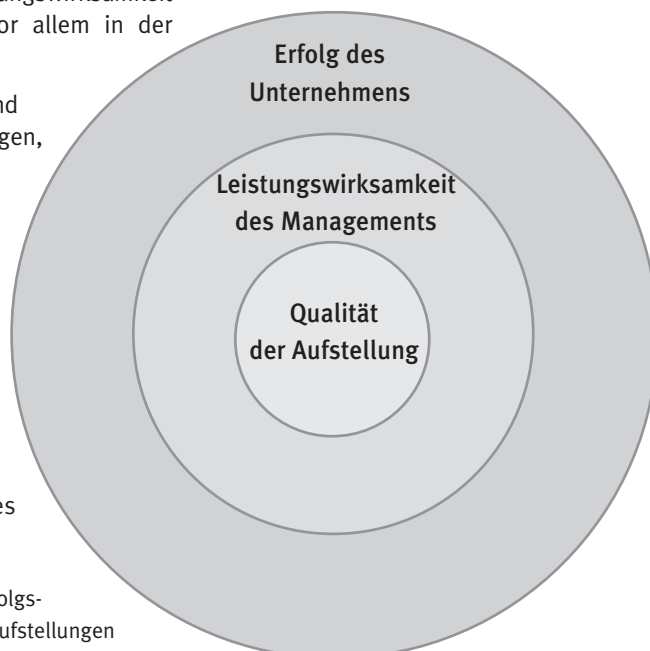 or allem in der
nd
gen,
es
olgs-
ufstellungen
Erfolg des
Unternehmens
Leistungswirksamkeit
des Managements
Qualität
der Aufstellung